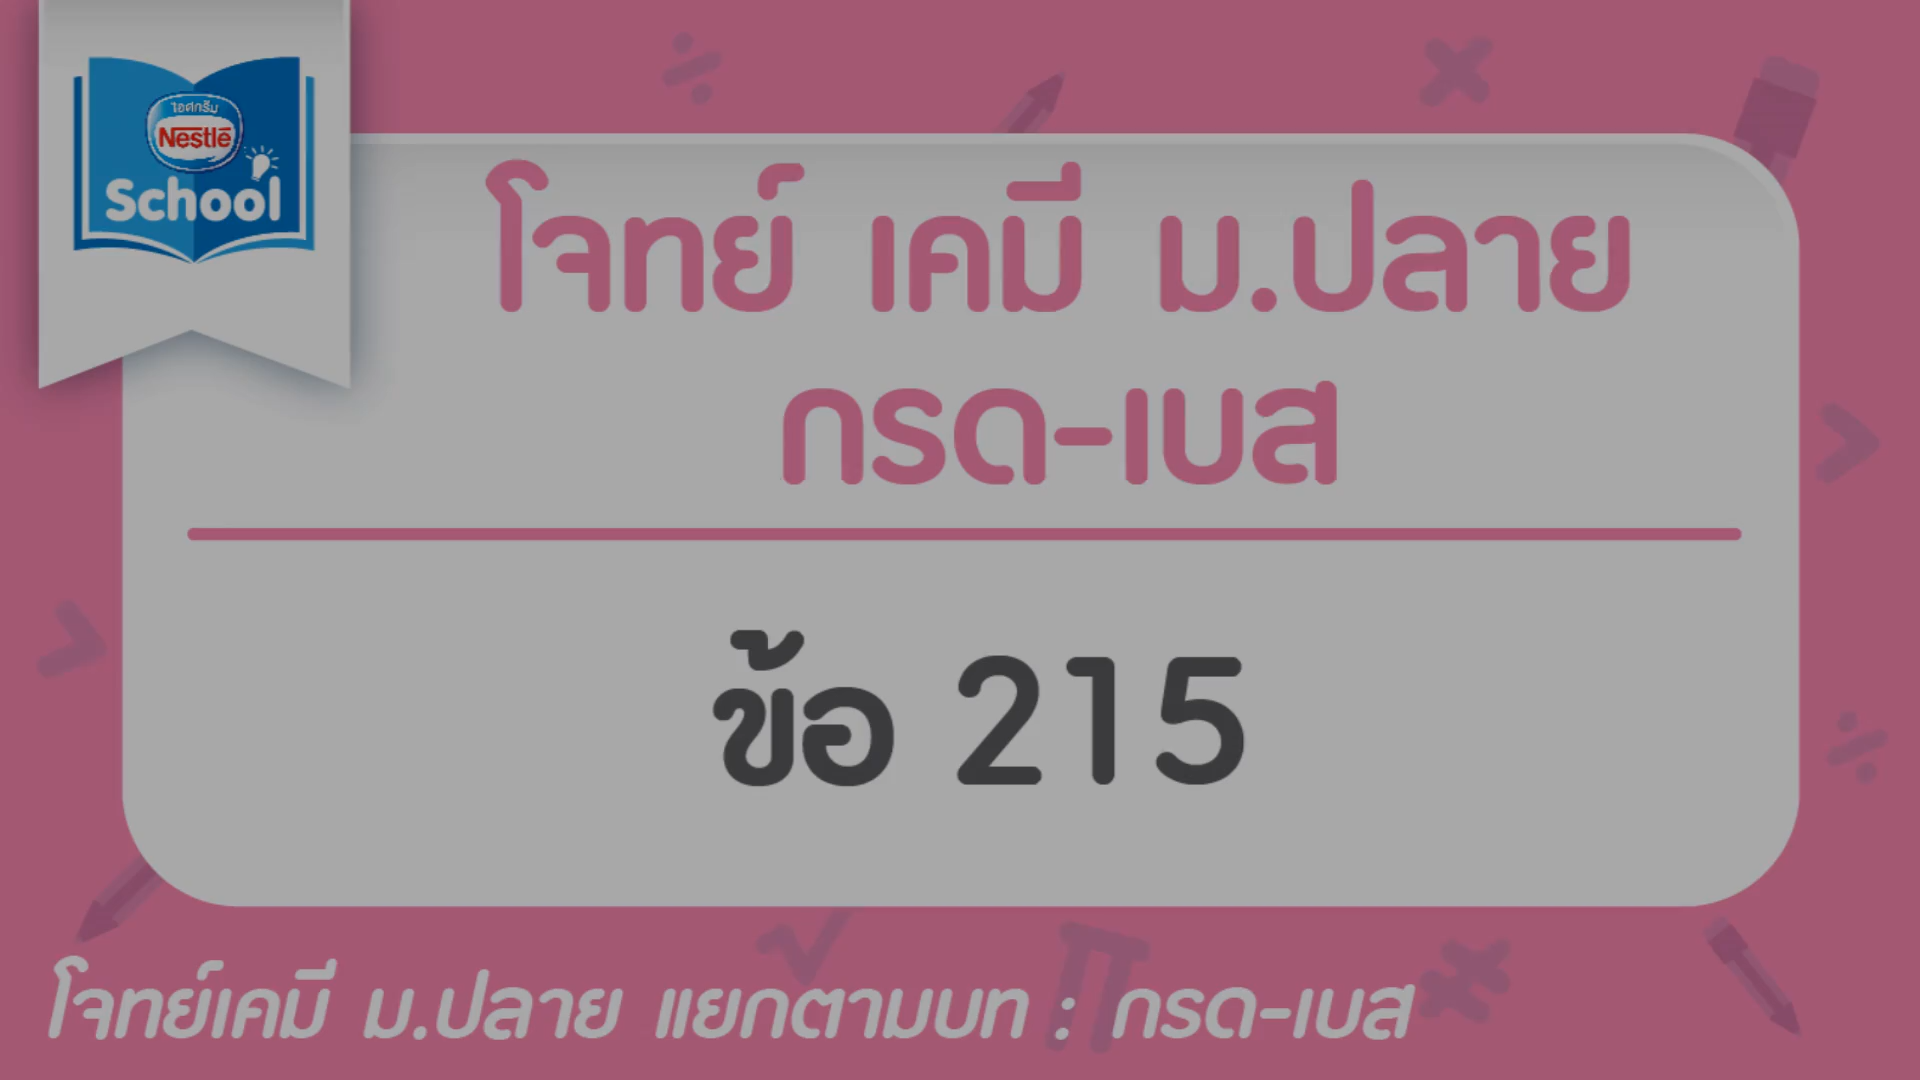 ไอศกรีม
Nestlē
School
โจทย์ เคมี ม.ปลาย
กรด-เบส
ข้อ 215
โจทย์เคมี ม.ปลาย แยกตามบท : กรด-เบส